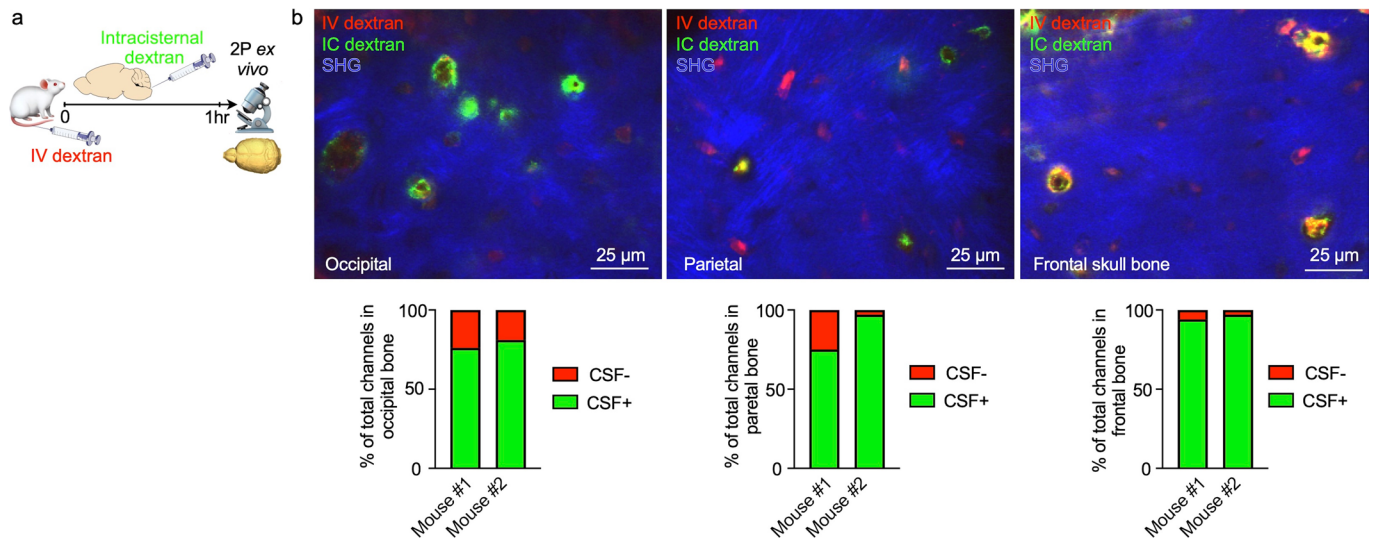 a
Intracisternal
dextran
2P ex
vivo
0
1hr
IV dextran
b
IV dextran
IC dextran
SHG
Occipital
25 µm
IV dextran
IC dextran
SHG
Parietal
25 µm
IV dextran
IC dextran
SHG
Frontal skull bone
25 µm
% of total channels in
occipital bone
100
50
0
Mouse #1
Mouse #2
CSF-
CSF+
% of total channels in
parietal bone
100
50
0
Mouse #1
Mouse #2
CSF-
CSF+
% of total channels in
frontal bone
100
50
0
Mouse #1
Mouse #2
CSF-
CSF+